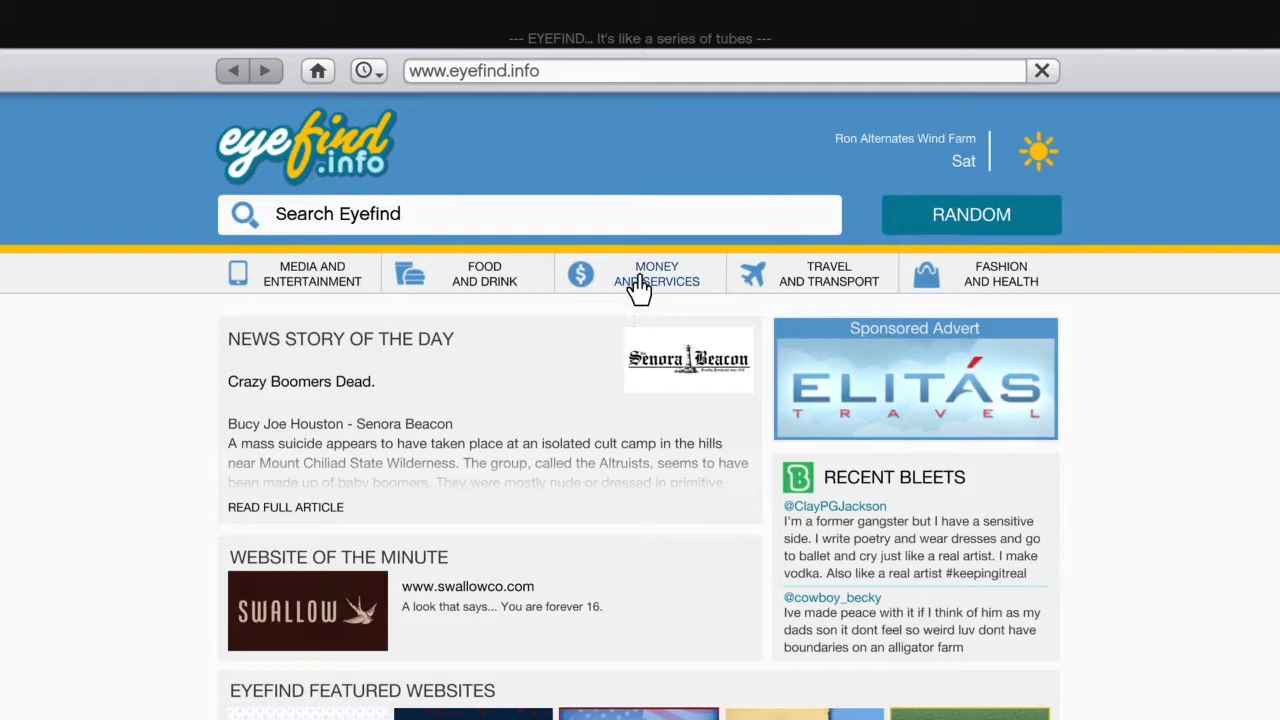 --- EYEFIND... It's like a series of tubes ---
www.eyefind.info
eyefind
.info
Ron Alternates Wind Farm
Sat
Search Eyefind
RANDOM
MEDIA AND
ENTERTAINMENT
FOOD
AND DRINK
MONEY
AND SERVICES
TRAVEL
AND TRANSPORT
FASHION
AND HEALTH
NEWS STORY OF THE DAY
Senora Beacon
Crazy Boomers Dead.
Bucy Joe Houston - Senora Beacon
A mass suicide appears to have taken place at an isolated cult camp in the hills
near Mount Chiliad State Wilderness. The group, called the Altruists, seems to have
been made up of baby boomers. They were mostly nude or dressed in primitive
READ FULL ARTICLE
WEBSITE OF THE MINUTE
SWALLOW
www.swallowco.com
A look that says... You are forever 16.
EYEFIND FEATURED WEBSITES
Sponsored Advert
ELITÁS
TRAVEL
RECENT BLEETS
@ClayPGJackson
I'm a former gangster but I have a sensitive
side. I write poetry and wear dresses and go
to ballet and cry just like a real artist. I make
vodka. Also like a real artist #keepingitreal
@cowboy_becky
Ive made peace with it if I think of him as my
dads son it dont feel so weird luv dont have
boundaries on an alligator farm